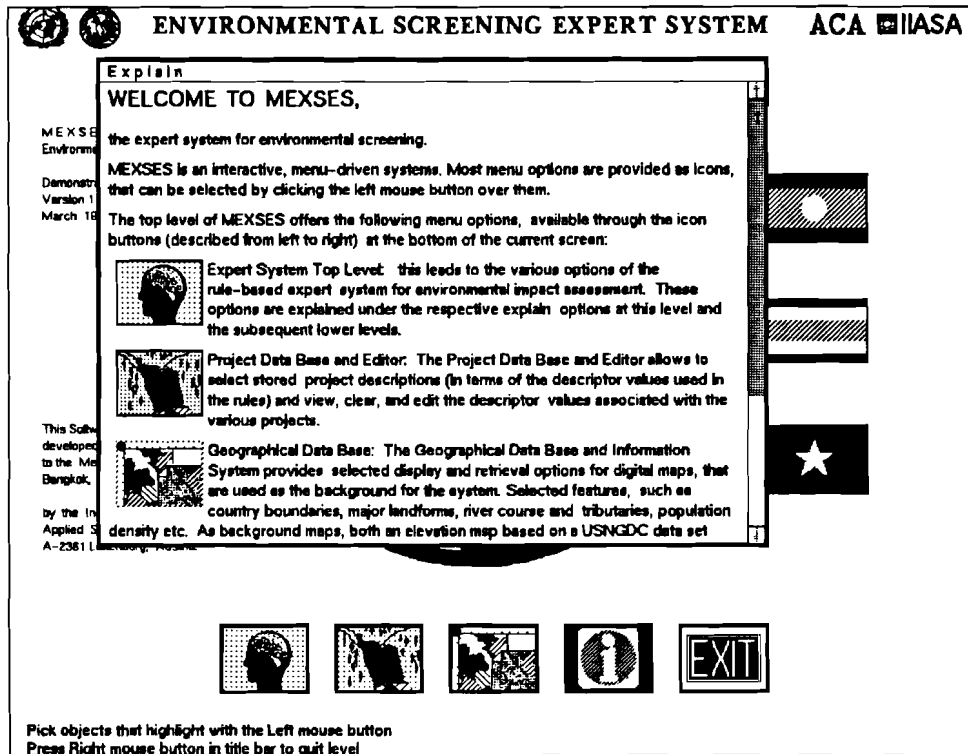 ENVIRONMENTAL SCREENING EXPERT SYSTEM ACA IIASA
Explain
WELCOME TO MEXSES,
the expert system for environmental screening.
MEXSES is an interactive, menu-driven systems. Most menu options are provided as icons,
that can be selected by clicking the left mouse button over them.
The top level of MEXSES offers the following menu options, available through the icon
buttons (described from left to right) at the bottom of the current screen:
Expert System Top Level: this leads to the various options of the
rule-based expert system for environmental impact assessment. These
options are explained under the respective explain options at this level and
the subsequent lower levels.
Project Data Base and Editor: The Project Data Base and Editor allows to
select stored project descriptions (in terms of the descriptor values used in
the rules) and view, clear, and edit the descriptor values associated with the
various projects.
Geographical Data Base: The Geographical Data Base and Information
System provides selected display and retrieval options for digital maps, that
are used as the background for the system. Selected features, such as
country boundaries, major landforms, river course and tributaries, population
density etc. As background maps, both an elevation map based on a USNGDC data set
MEXSE
Environme
Demonstr
Version 1
March 19
This Softw
developed
to the Me
Bangkok,
by the In
Applied S
A-2361
i
EXIT
Pick objects that highlight with the Left mouse button
Press Right mouse button in title bar to quit level